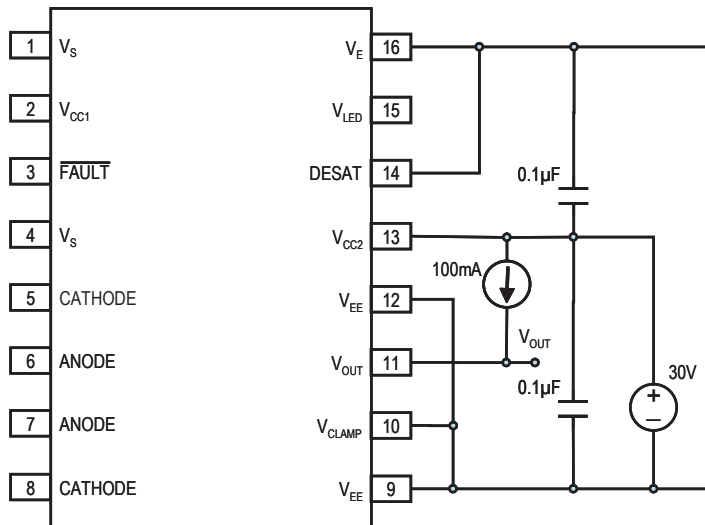 1 V_S
2 V_CC1
3 F̅A̅U̅L̅T̅
4 V_S
5 CATHODE
6 ANODE
7 ANODE
8 CATHODE
V_E 16
V_LED 15
DESAT 14
V_CC2 13
V_EE 12
V_OUT 11
V_CLAMP 10
V_EE 9
0.1µF
100mA
V_OUT
0.1µF
30V
+
−